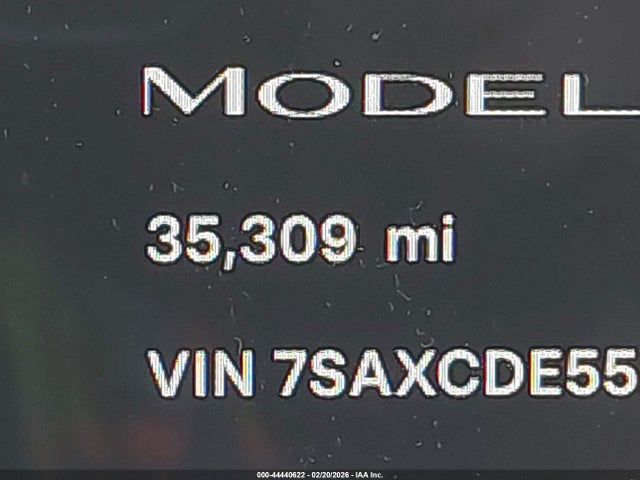 MODEL
35,309 mi
VIN 7SAXCDE55
000-44440622 - 02/20/2026 - IAA Inc.